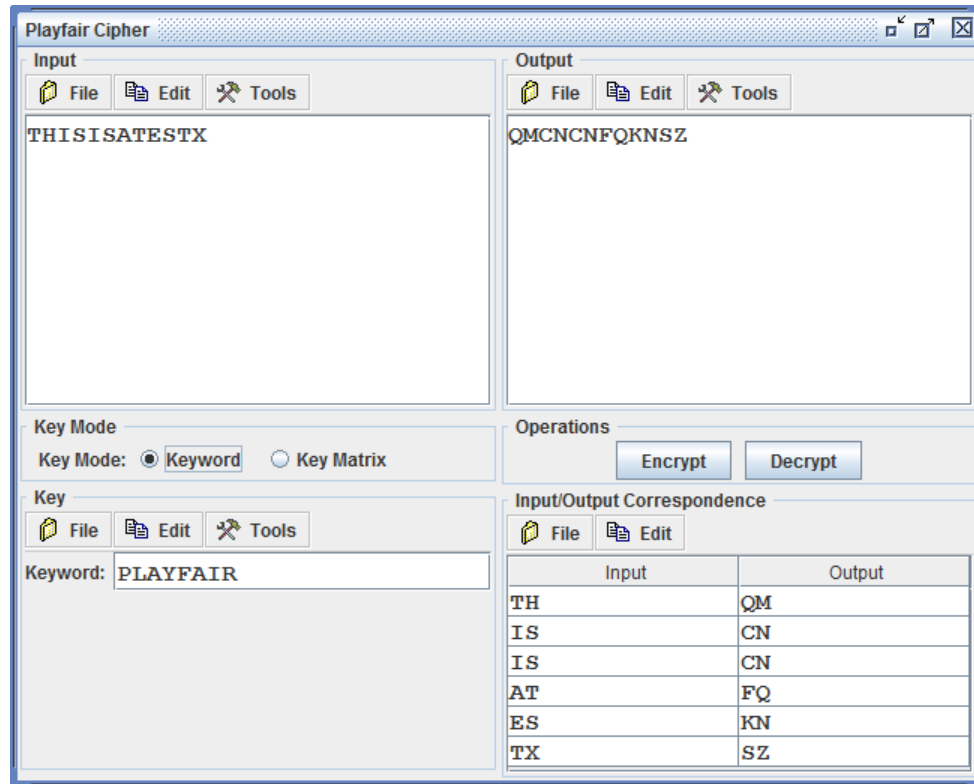 Playfair Cipher
Input
File Edit Tools
THISISATESTX
Output
File Edit Tools
QMCNCNFQKNSZ
Key Mode
Key Mode: Keyword Key Matrix
Operations
Encrypt Decrypt
Key
File Edit Tools
Keyword: PLAYFAIR
Input/Output Correspondence
File Edit
Input Output
TH QM
IS CN
IS CN
AT FQ
ES KN
TX SZ